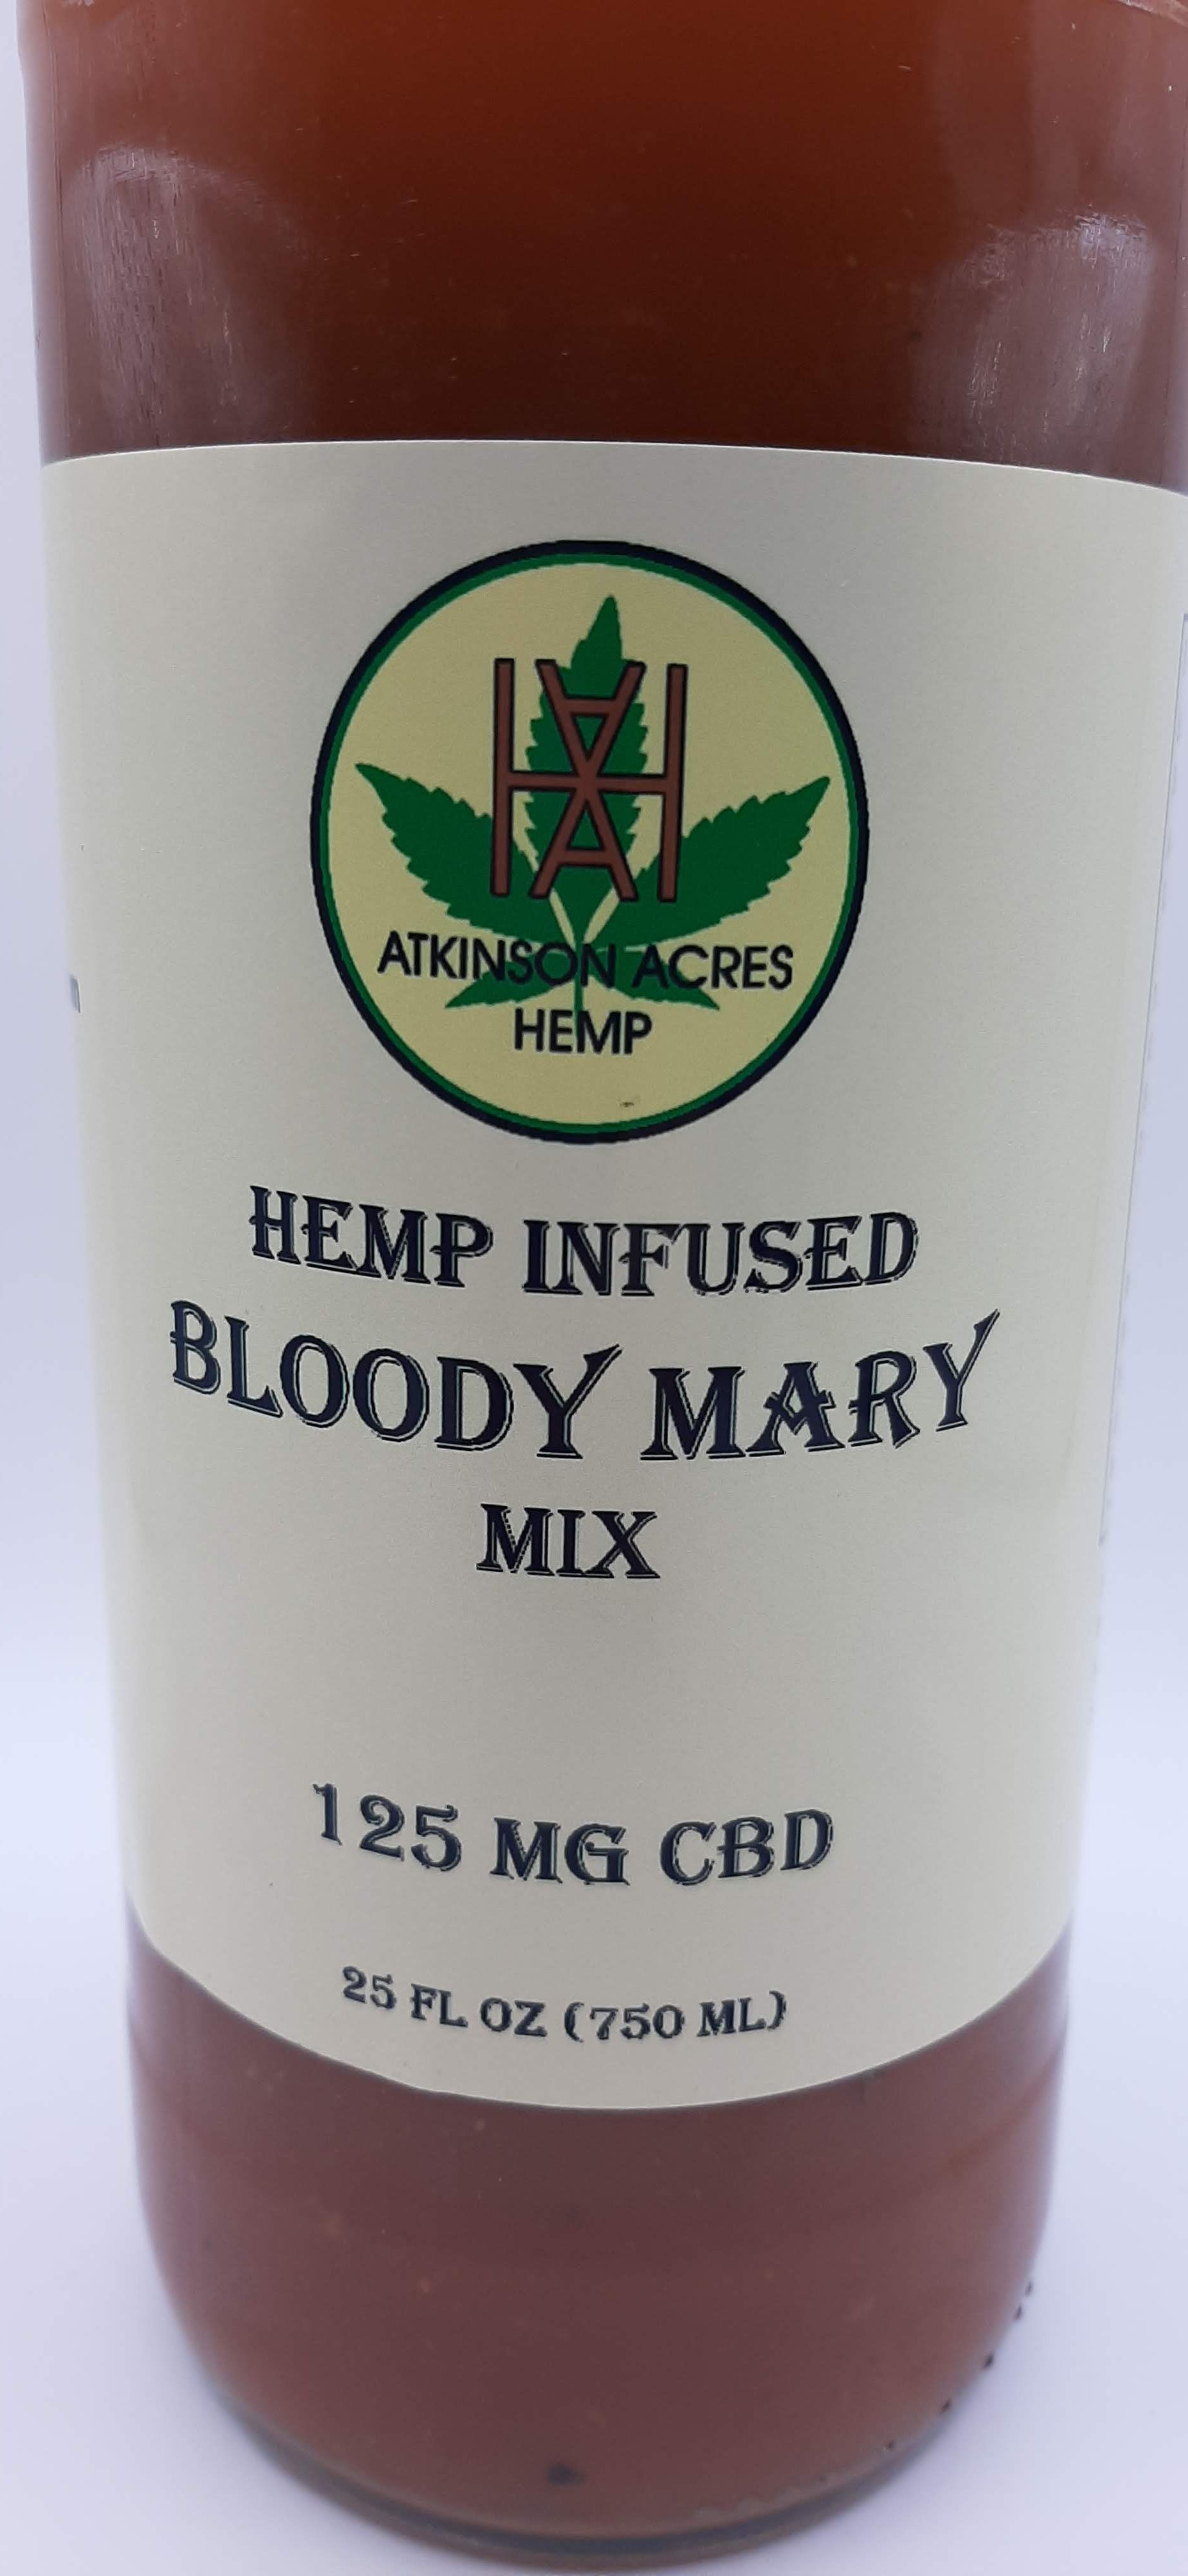 ATKINSON ACRES
HEMP
HEMP INFUSED
BLOODY MARY
MIX
125 MG CBD
25 FL OZ (750 ML)